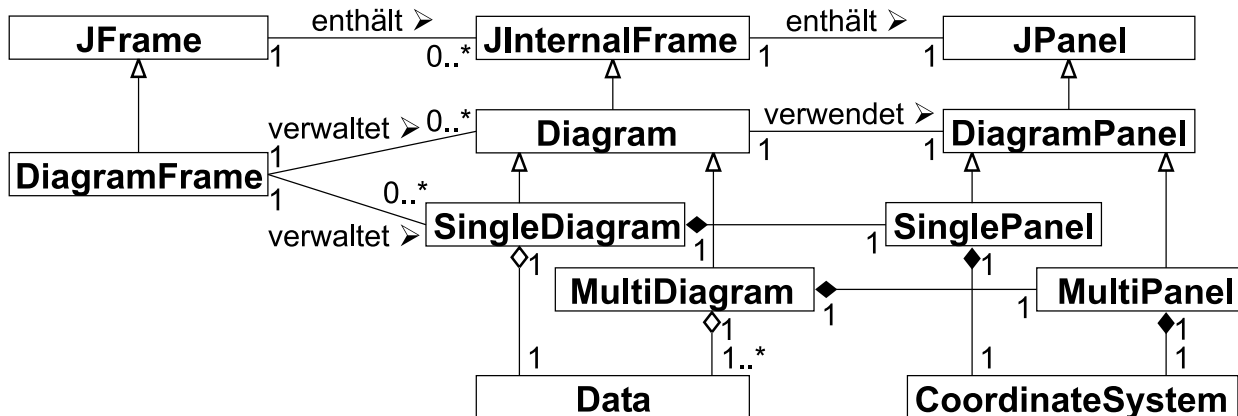 JFrame
1
enthält ➢
0..*
JInternalFrame
1
enthält ➢
1
JPanel
DiagramFrame
1
1
verwaltet ➢
0..*
Diagram
1
verwendet ➢
1
DiagramPanel
verwaltet ➢
0..*
SingleDiagram
1
1
SinglePanel
MultiDiagram
1
1
MultiPanel
1
1
Data
1
1..*
1
1
CoordinateSystem
1
1